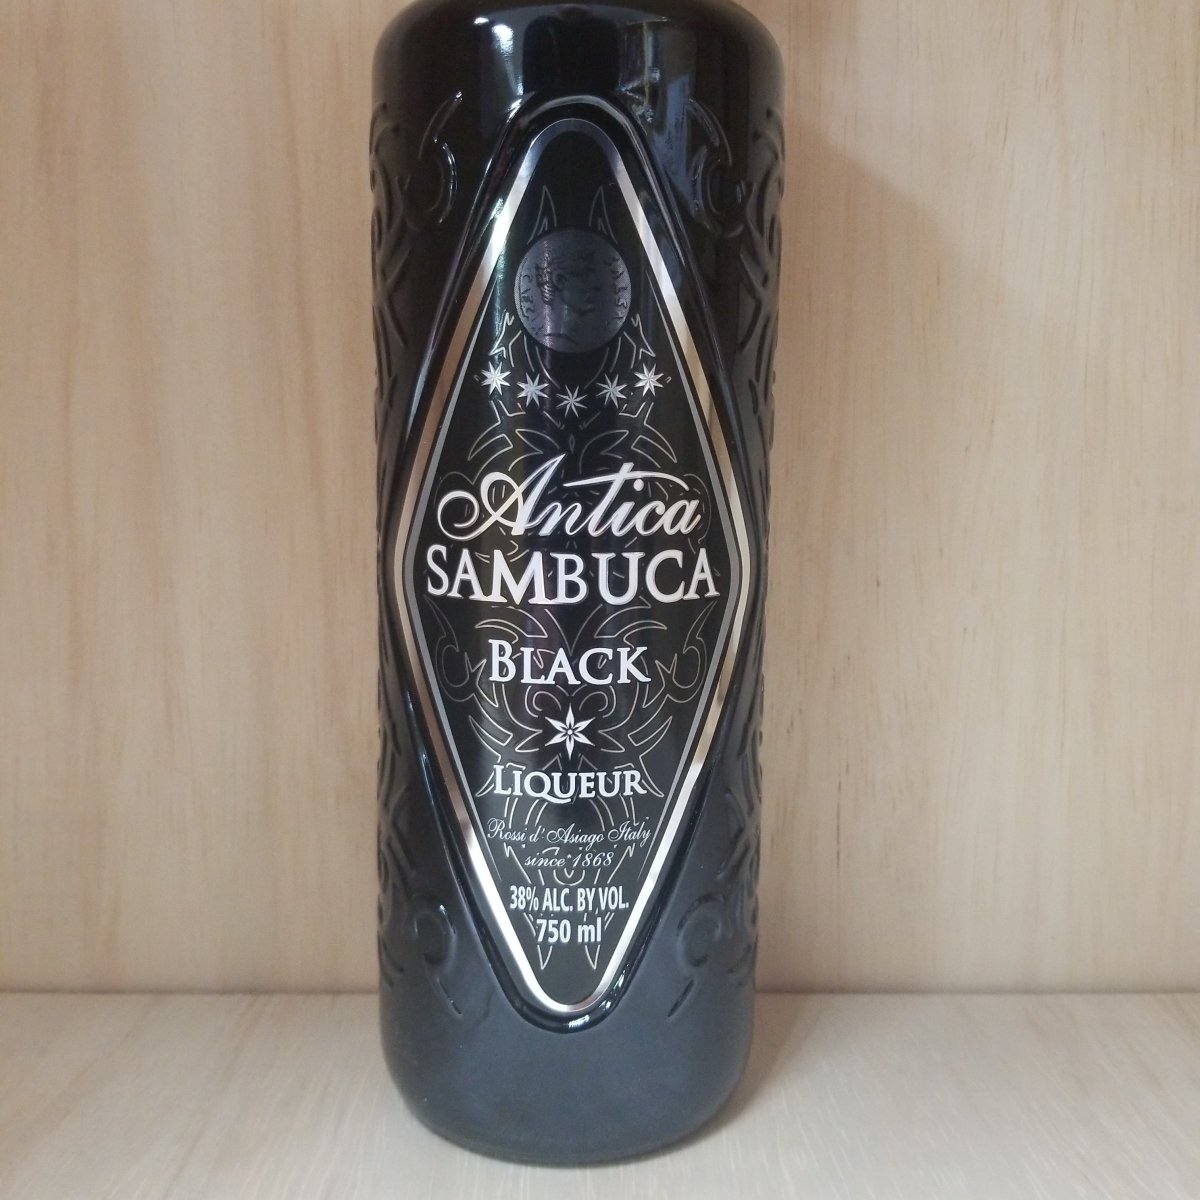 Antica
SAMBUCA
BLACK
LIQUEUR
Rossi d'Asiago Italy
since 1868
38% ALC. BY VOL.
750 ml